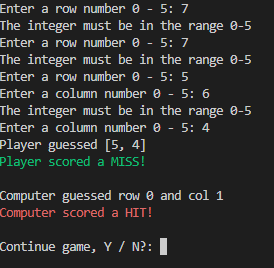 Enter a row number 0 - 5: 7
The integer must be in the range 0-5
Enter a row number 0 - 5: 7
The integer must be in the range 0-5
Enter a row number 0 - 5: 5
Enter a column number 0 - 5: 6
The integer must be in the range 0-5
Enter a column number 0 - 5: 4
Player guessed [5, 4]
Player scored a MISS!
Computer guessed row 0 and col 1
Computer scored a HIT!
Continue game, Y / N?: